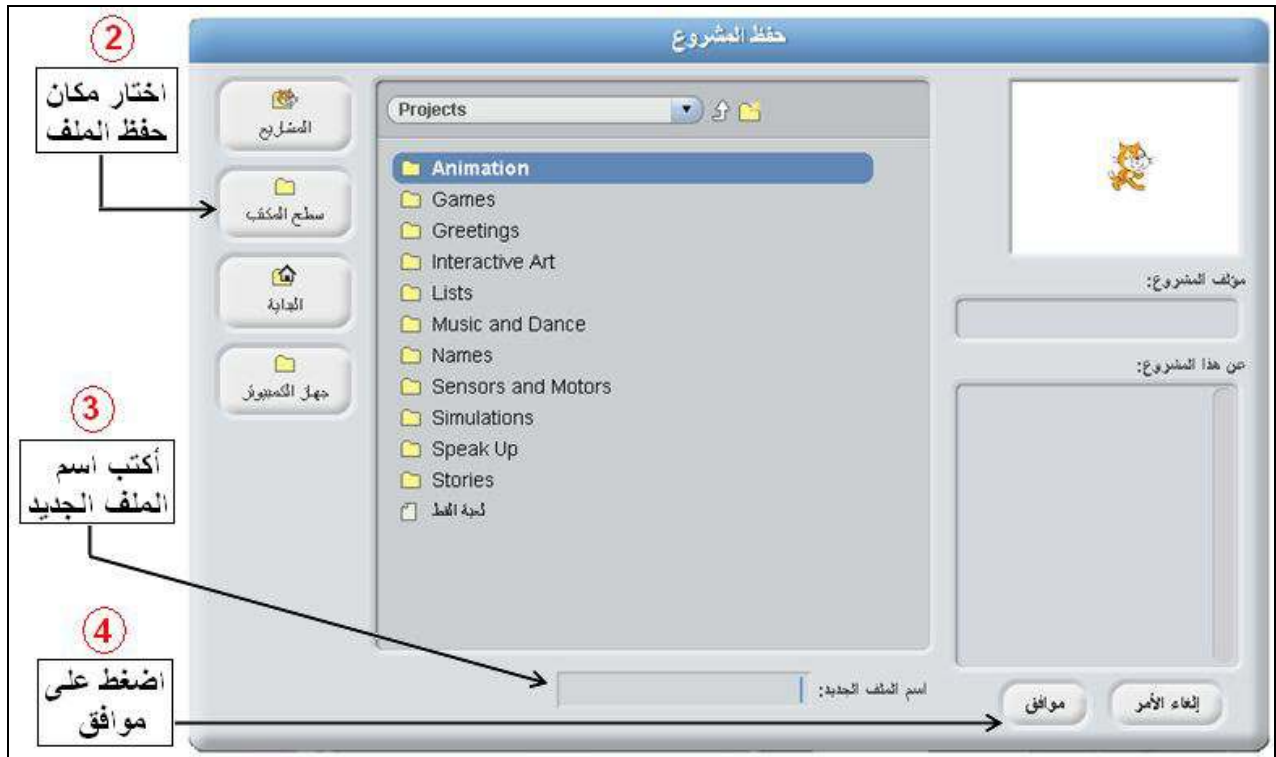 حفظ المشروع
2
اختار مكان
حفظ الملف
المشاريع
سطح المكتب
البداية
جهاز الكمبيوتر
Projects
Animation
Games
Greetings
Interactive Art
Lists
Music and Dance
Names
Sensors and Motors
Simulations
Speak Up
Stories
لعبة القط
مؤلف المشروع:
عن هذا المشروع:
3
أكتب اسم
الملف الجديد
اسم الملف الجديد:
4
اضغط على
موافق
موافق
إلغاء الأمر